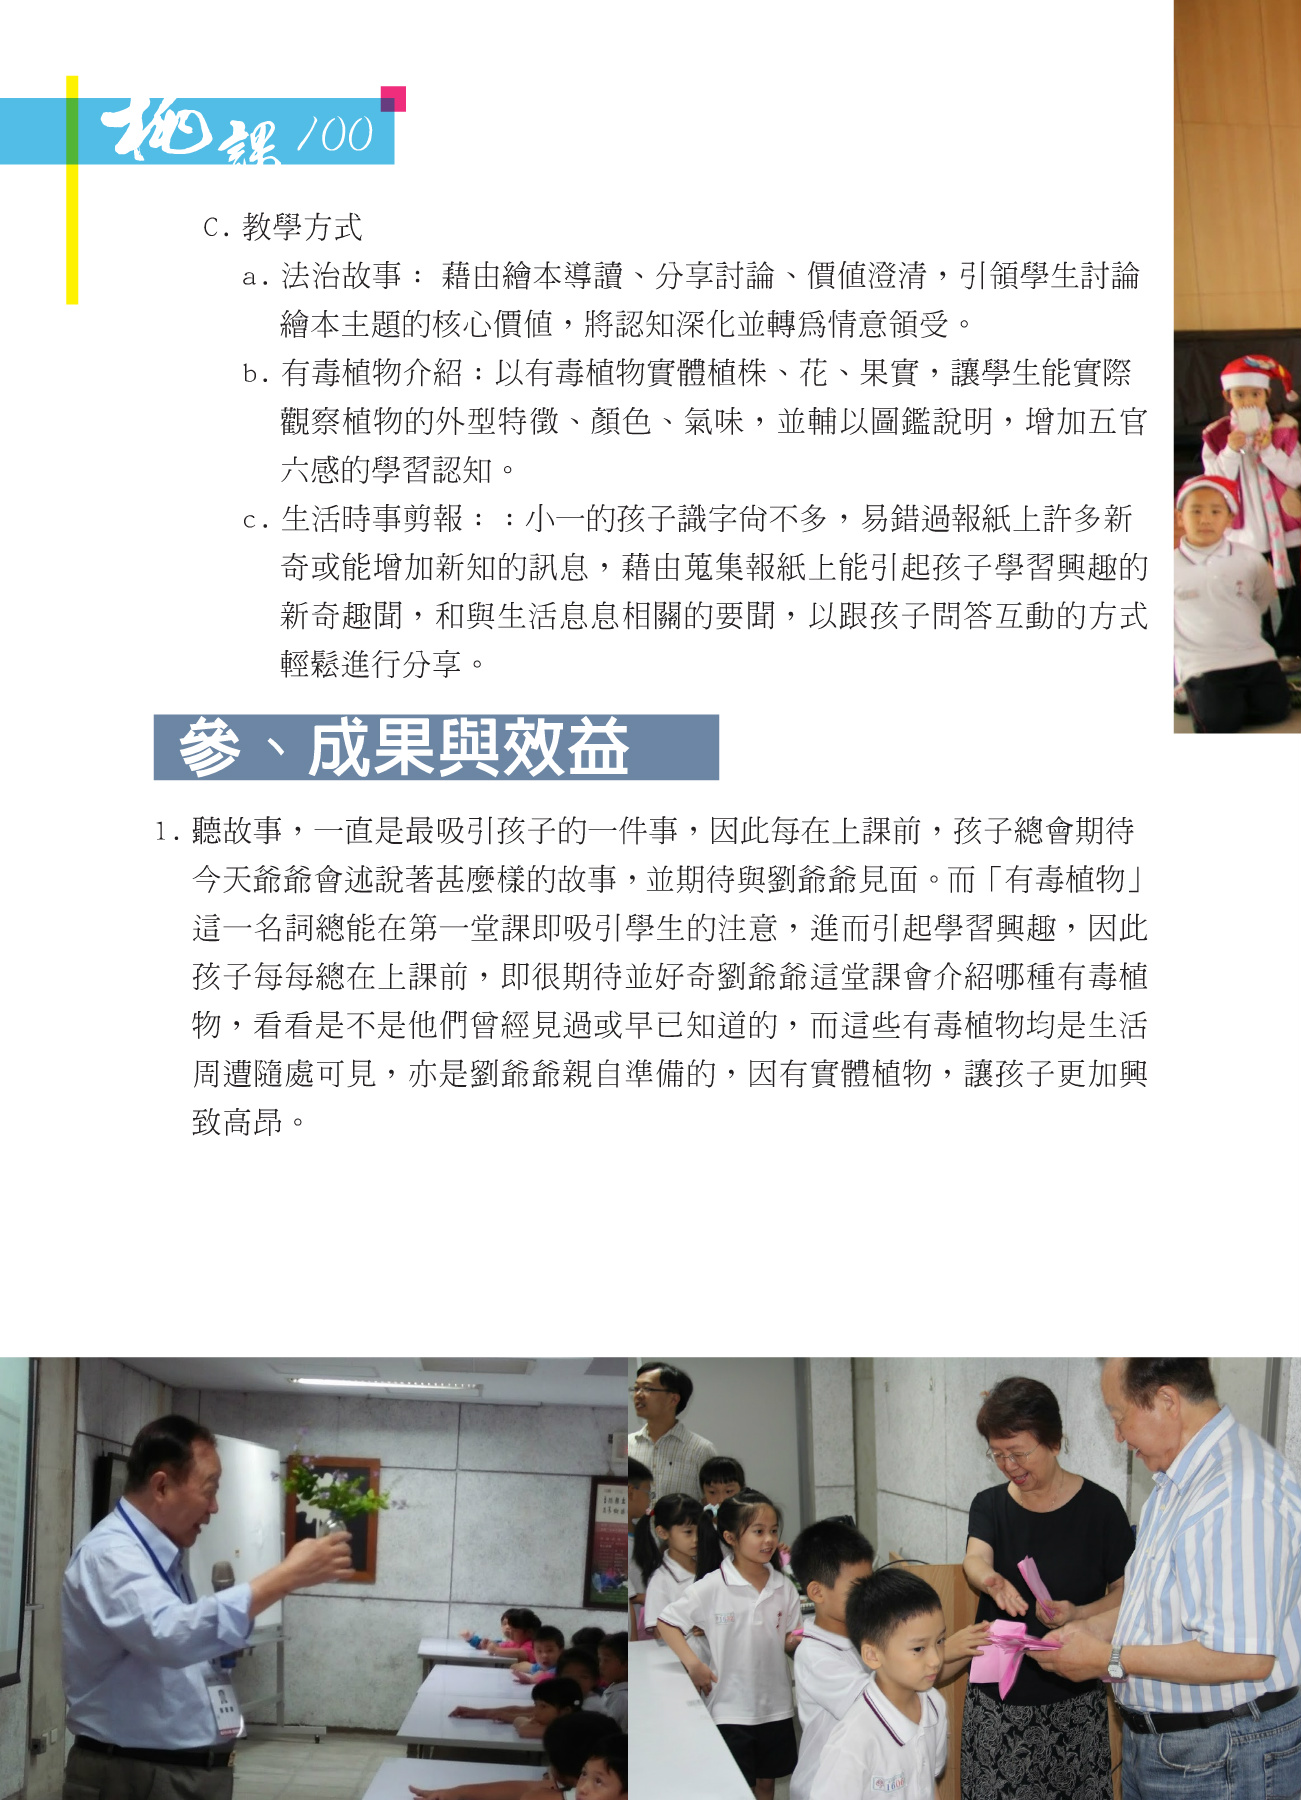 桃課100
C. 教學方式
a. 法治故事： 藉由繪本導讀、分享討論、價值澄清，引領學生討論
繪本主題的核心價值，將認知深化並轉為情意領受。
b. 有毒植物介紹：以有毒植物實體植株、花、果實，讓學生能實際
觀察植物的外型特徵、顏色、氣味，並輔以圖鑑說明，增加五官
六感的學習認知。
c. 生活時事剪報：：小一的孩子識字尚不多，易錯過報紙上許多新
奇或能增加新知的訊息，藉由蒐集報紙上能引起孩子學習興趣的
新奇趣聞，和與生活息息相關的要聞，以跟孩子問答互動的方式
輕鬆進行分享。
參、成果與效益
1. 聽故事，一直是最吸引孩子的一件事，因此每在上課前，孩子總會期待
今天爺爺會述說著甚麼樣的故事，並期待與劉爺爺見面。而「有毒植物」
這一名詞總能在第一堂課即吸引學生的注意，進而引起學習興趣，因此
孩子每每總在上課前，即很期待並好奇劉爺爺這堂課會介紹哪種有毒植
物，看看是不是他們曾經見過或早已知道的，而這些有毒植物均是生活
周遭隨處可見，亦是劉爺爺親自準備的，因有實體植物，讓孩子更加興
致高昂。